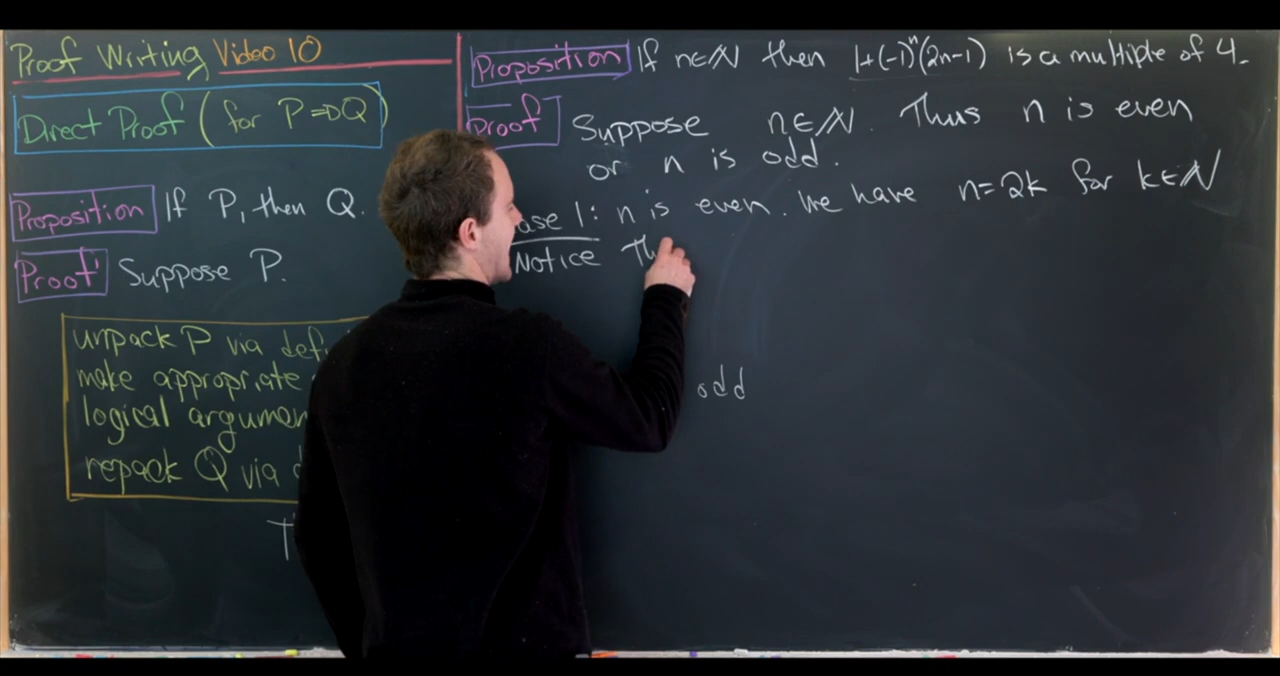 Proof Writing Video 10
Direct Proof (for P⇒Q)
Proposition If P, then Q.
Proof Suppose P.
unpack P via
make appropriate
logical
repack Q via
Proposition If n∈ℕ then 1+(-1)ⁿ(2n-1) is a multiple of 4.
Proof Suppose n∈ℕ. Thus n is even
or n is odd.
1: n is even. We have n=2k for k∈ℕ
Notice
odd